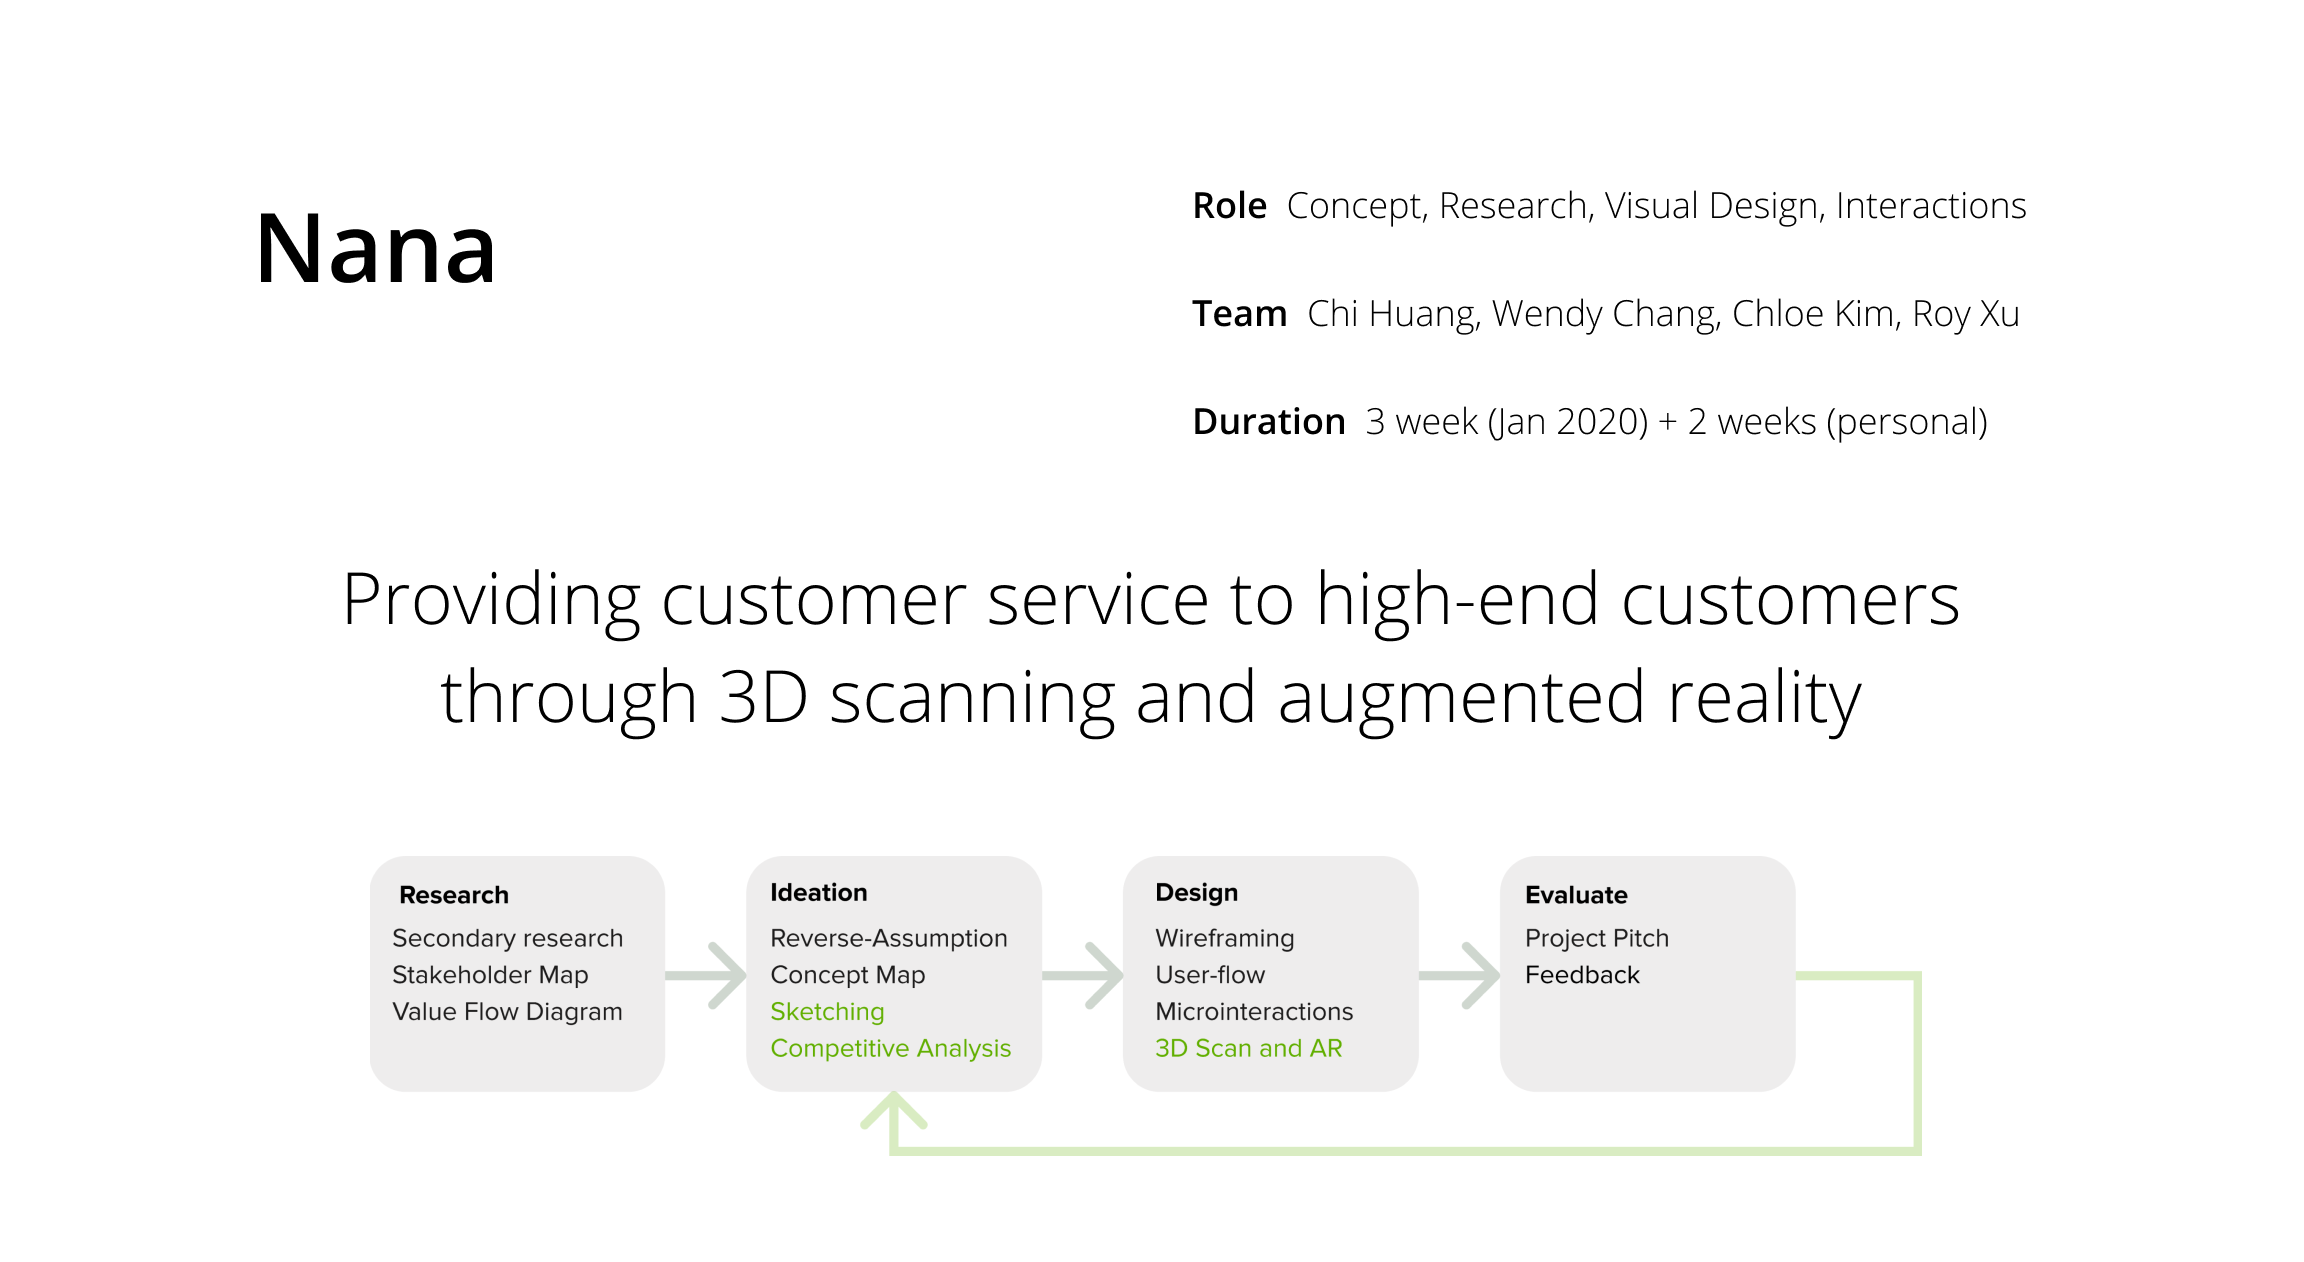 Nana
Role Concept, Research, Visual Design, Interactions
Team Chi Huang, Wendy Chang, Chloe Kim, Roy Xu
Duration 3 week (Jan 2020) + 2 weeks (personal)
Providing customer service to high-end customers
through 3D scanning and augmented reality
Research
Secondary research
Stakeholder Map
Value Flow Diagram
Ideation
Reverse-Assumption
Concept Map
Sketching
Competitive Analysis
Design
Wireframing
User-flow
Microinteractions
3D Scan and AR
Evaluate
Project Pitch
Feedback